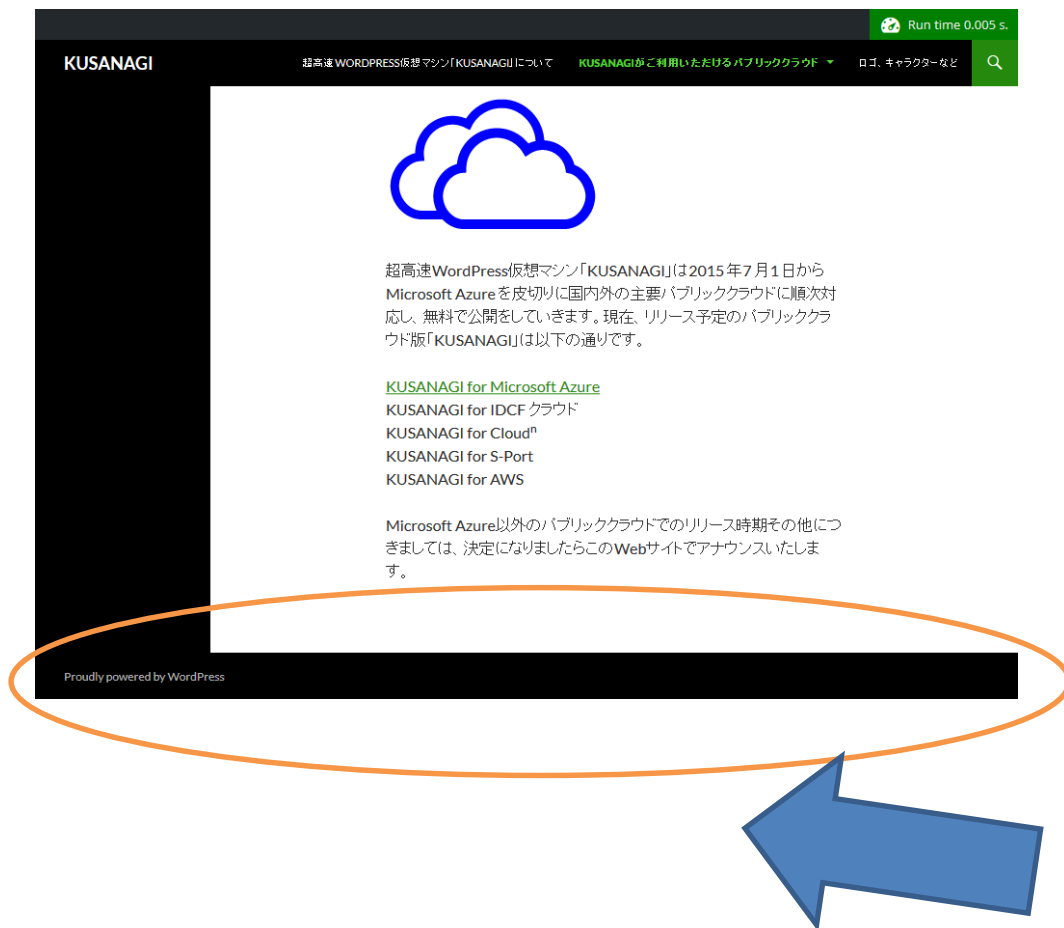 Run time 0.005 s.
KUSANAGI
超高速WORDPRESS仮想マシン「KUSANAGI」について KUSANAGIがご利用いただけるパブリッククラウド ロゴ、キャラクターなど
超高速WordPress仮想マシン「KUSANAGI」は2015年7月1日から
Microsoft Azureを皮切りに国内外の主要パブリッククラウドに順次対
応し、無料で公開をしていきます。現在、リリース予定のパブリッククラ
ウド版「KUSANAGI」は以下の通りです。
KUSANAGI for Microsoft Azure
KUSANAGI for IDCF クラウド
KUSANAGI for Cloudⁿ
KUSANAGI for S-Port
KUSANAGI for AWS
Microsoft Azure以外のパブリッククラウドでのリリース時期その他につ
きましては、決定になりましたらこのWebサイトでアナウンスいたしま
す。
Proudly powered by WordPress